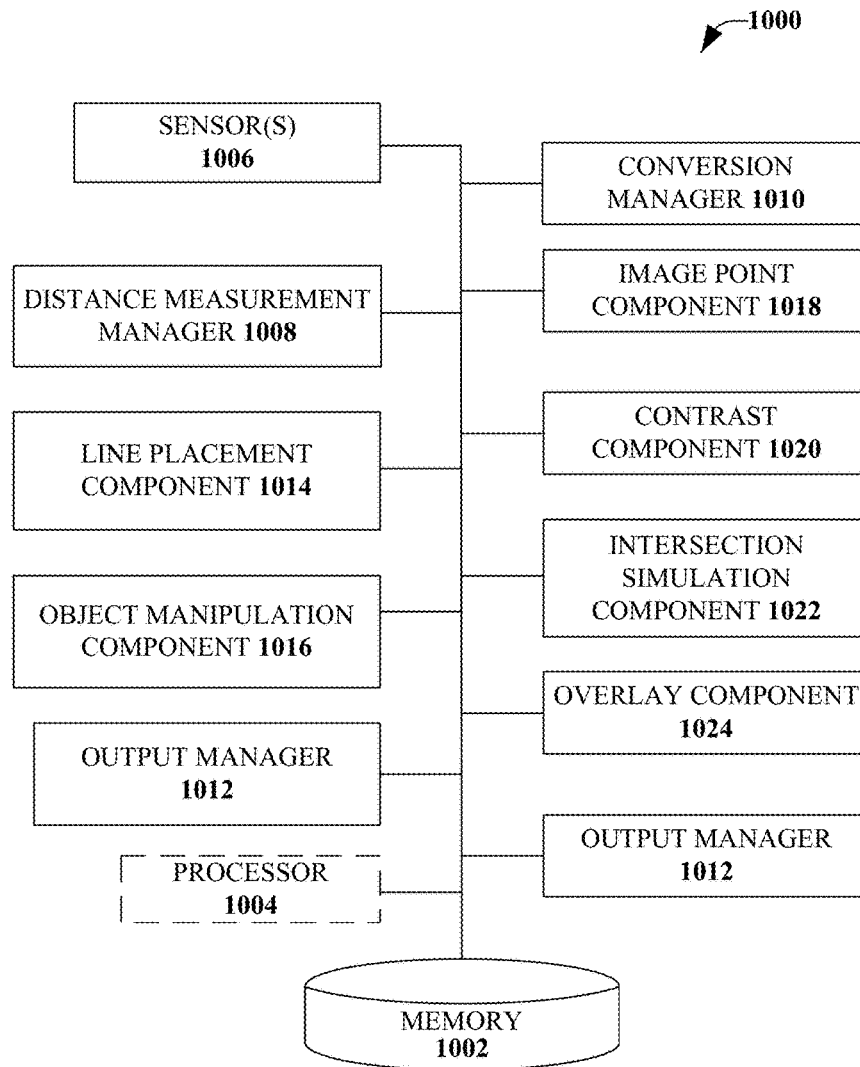 1000
SENSOR(S)
1006
CONVERSION
MANAGER 1010
DISTANCE MEASUREMENT
MANAGER 1008
IMAGE POINT
COMPONENT 1018
LINE PLACEMENT
COMPONENT 1014
CONTRAST
COMPONENT 1020
OBJECT MANIPULATION
COMPONENT 1016
INTERSECTION
SIMULATION
COMPONENT 1022
OUTPUT MANAGER
1012
OVERLAY COMPONENT
1024
PROCESSOR
1004
OUTPUT MANAGER
1012
MEMORY
1002